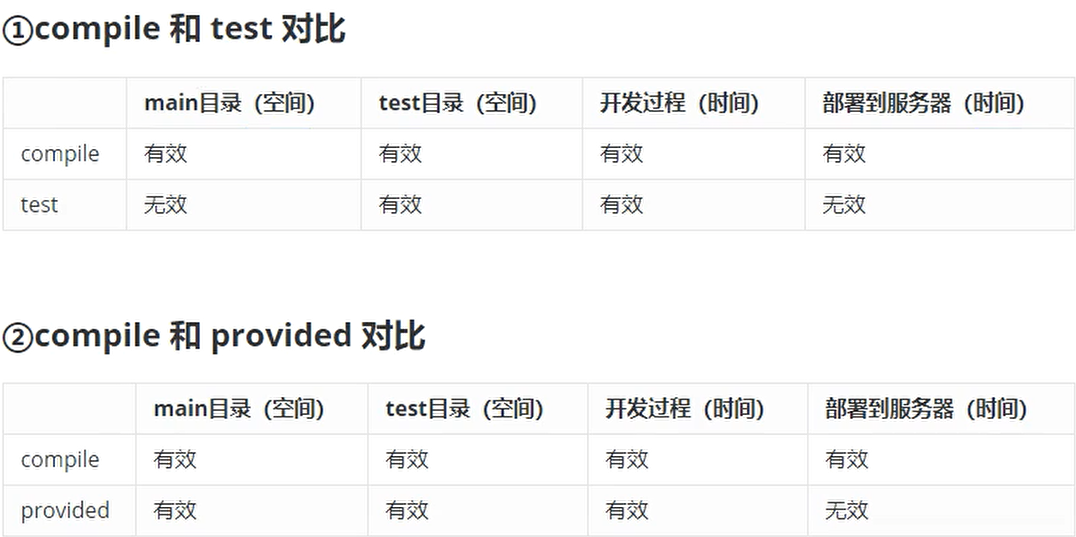 ①compile 和 test 对比
main目录（空间） test目录（空间） 开发过程（时间） 部署到服务器（时间）
compile 有效 有效 有效 有效
test 无效 有效 有效 无效
②compile 和 provided 对比
main目录（空间） test目录（空间） 开发过程（时间） 部署到服务器（时间）
compile 有效 有效 有效 有效
provided 有效 有效 有效 无效